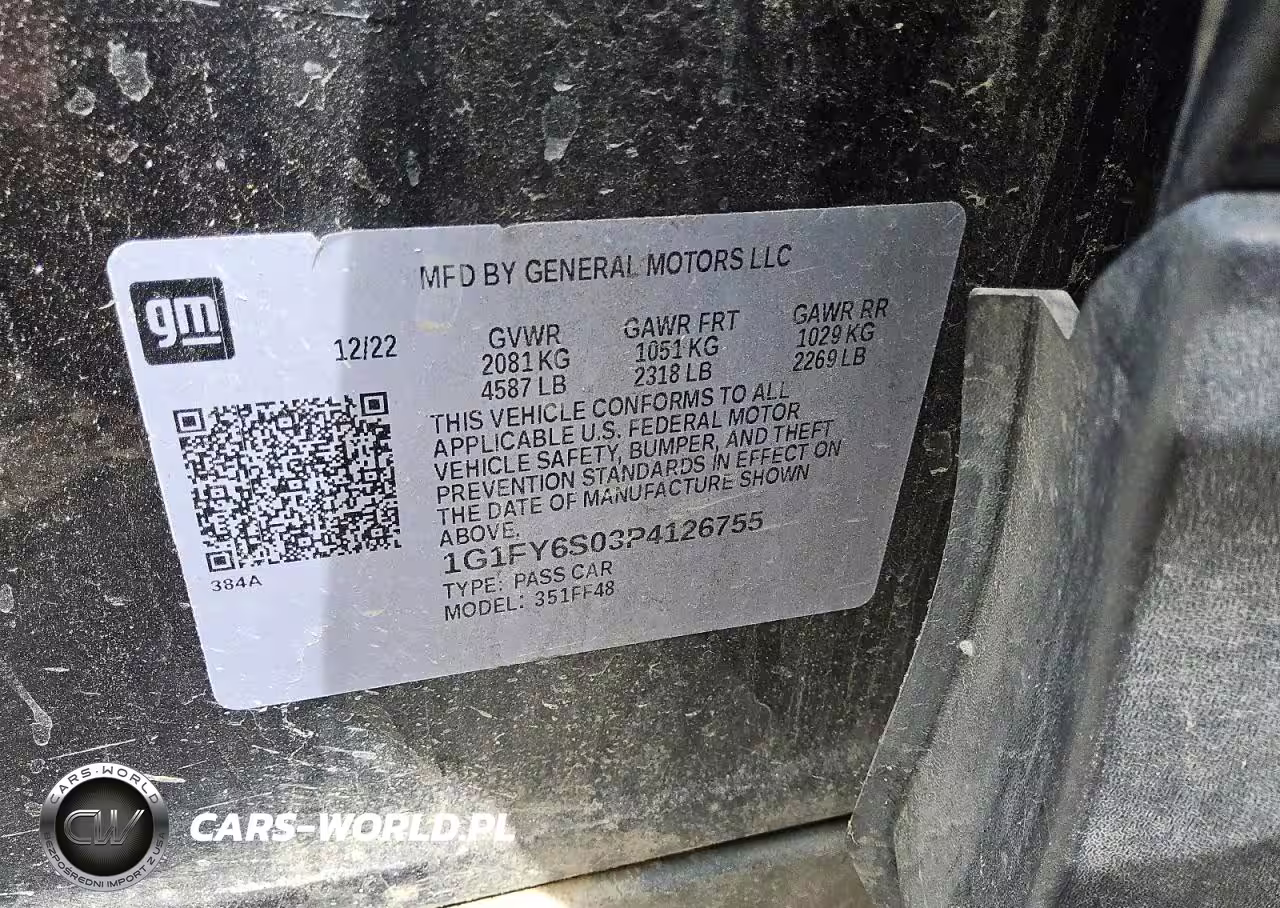 MFD BY GENERAL MOTORS LLC
gm
12/22
GVWR
2081 KG
4587 LB
GAWR FRT
1051 KG
2318 LB
GAWR RR
1029 KG
2269 LB
THIS VEHICLE CONFORMS TO ALL
APPLICABLE U.S. FEDERAL MOTOR
VEHICLE SAFETY, BUMPER, AND THEFT
PREVENTION STANDARDS IN EFFECT ON
THE DATE OF MANUFACTURE SHOWN
ABOVE.
1G1FY6S03P4126755
TYPE: PASS CAR
MODEL: 351FF48
384A
CARS-WORLD
CW
BEZPOŚREDNI IMPORT Z USA
CARS-WORLD.PL